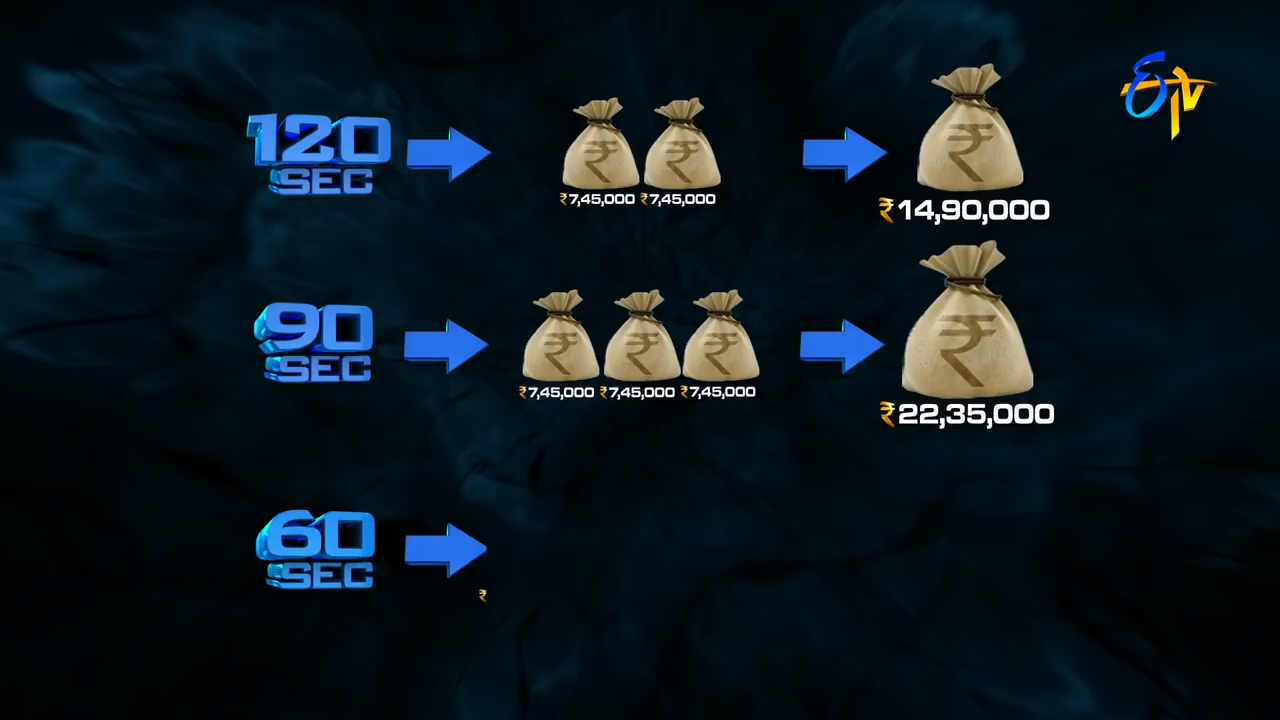 120
SEC
₹7,45,000 ₹7,45,000
₹14,90,000
90
SEC
₹7,45,000 ₹7,45,000 ₹7,45,000
₹22,35,000
60
SEC
₹
ఈtv